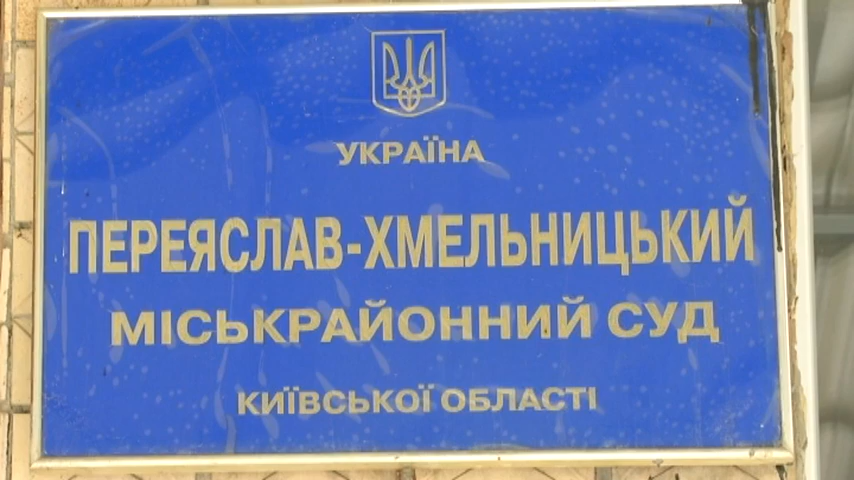 УКРАЇНА
ПЕРЕЯСЛАВ-ХМЕЛЬНИЦЬКИЙ
МІСЬКРАЙОННИЙ СУД
КИЇВСЬКОЇ ОБЛАСТІ